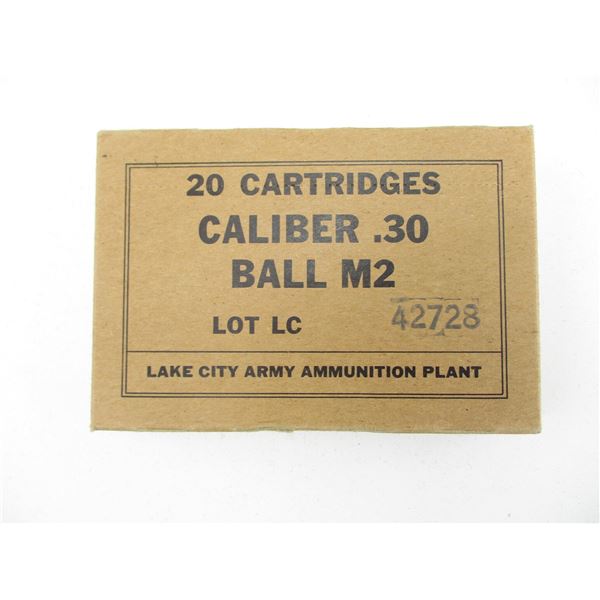 20 CARTRIDGES
CALIBER .30
BALL M2
LOT LC 42728
LAKE CITY ARMY AMMUNITION PLANT